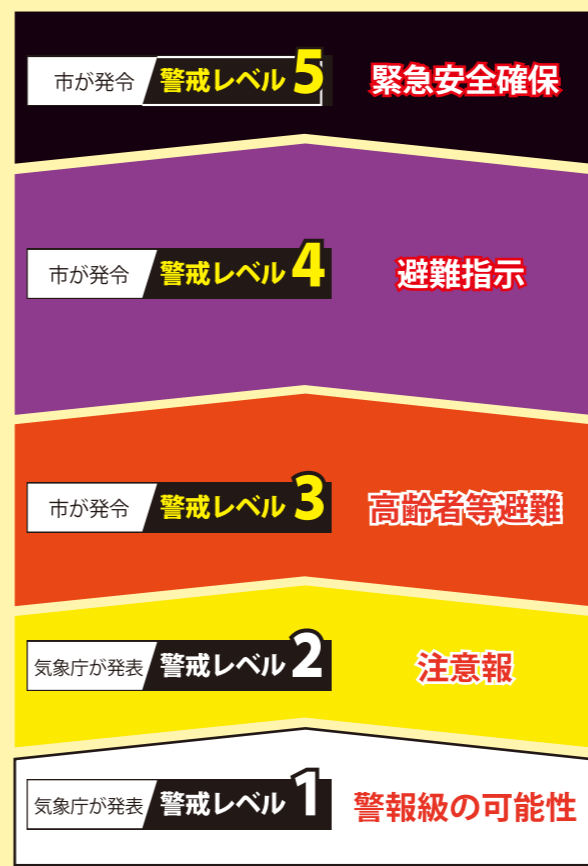 市が発令 警戒レベル5 緊急安全確保
市が発令 警戒レベル4 避難指示
市が発令 警戒レベル3 高齢者等避難
気象庁が発表 警戒レベル2 注意報
気象庁が発表 警戒レベル1 警報級の可能性